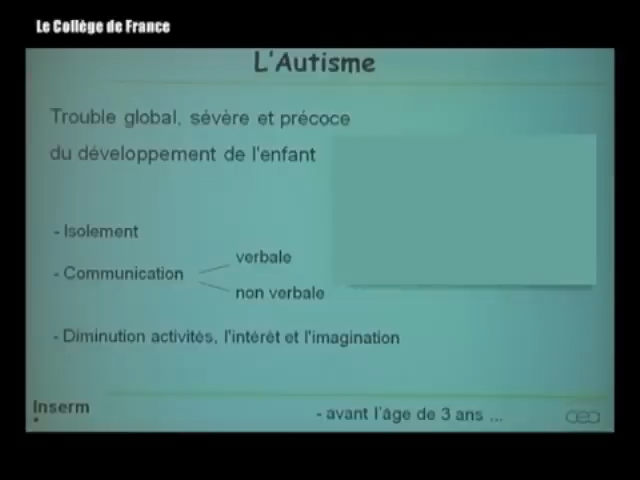 Le Collège de France
L'Autisme
Trouble global, sévère et précoce
du développement de l'enfant
- Isolement
- Communication
verbale
non verbale
- Diminution activités, l'intérêt et l'imagination
Inserm
- avant l'âge de 3 ans ...
cea